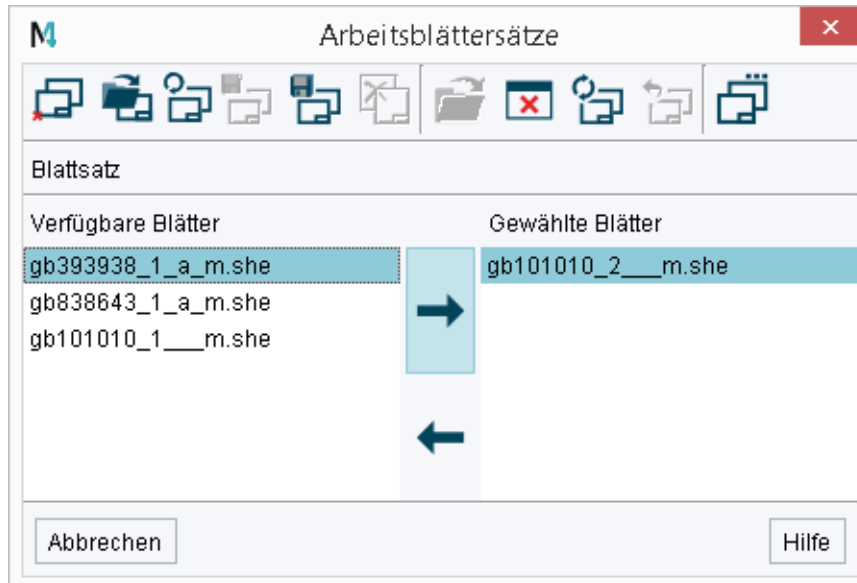 Arbeitsblättersätze
Blattsatz
Verfügbare Blätter
Gewählte Blätter
gb393938_1_a_m.she
gb838643_1_a_m.she
gb101010_1___m.she
gb101010_2___m.she
Abbrechen
Hilfe